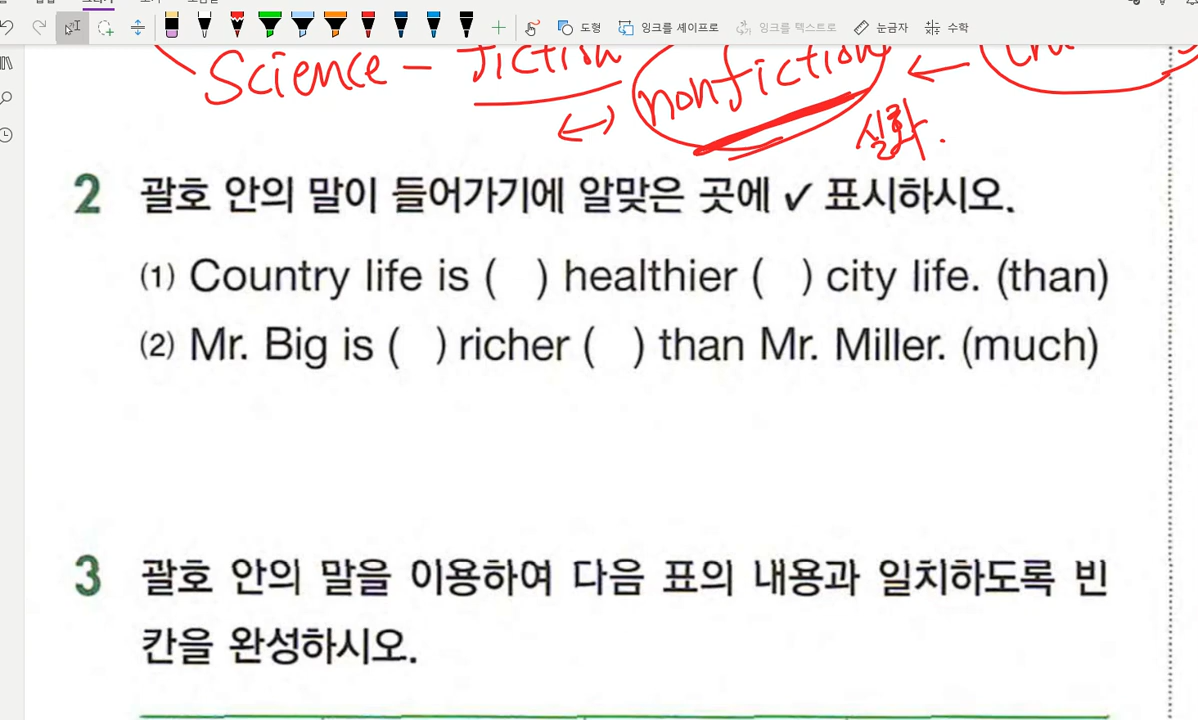 도형 잉크를 셰이프로 잉크를 텍스트로 눈금자 수학
Science - fiction ↔ nonfiction ←
실화.
2 괄호 안의 말이 들어가기에 알맞은 곳에 ✓ 표시하시오.
(1) Country life is ( ) healthier ( ) city life. (than)
(2) Mr. Big is ( ) richer ( ) than Mr. Miller. (much)
3 괄호 안의 말을 이용하여 다음 표의 내용과 일치하도록 빈
칸을 완성하시오.